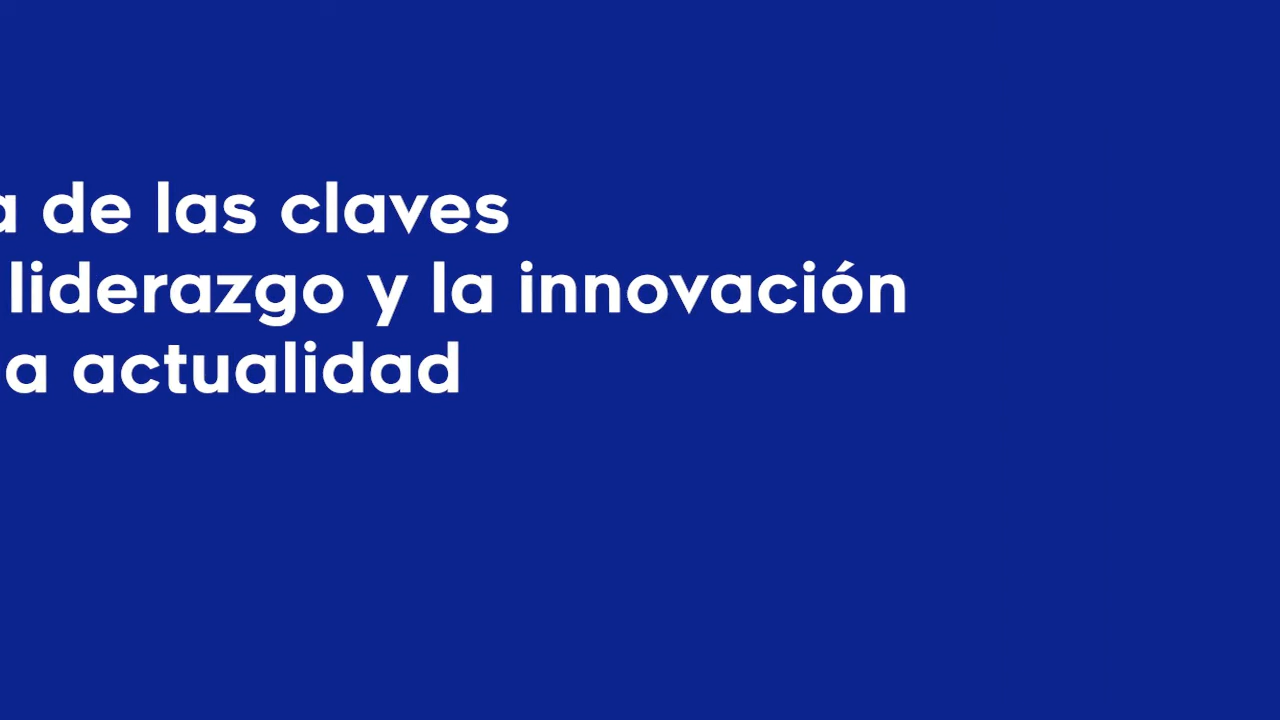 a de las claves
liderazgo y la innovación
a actualidad